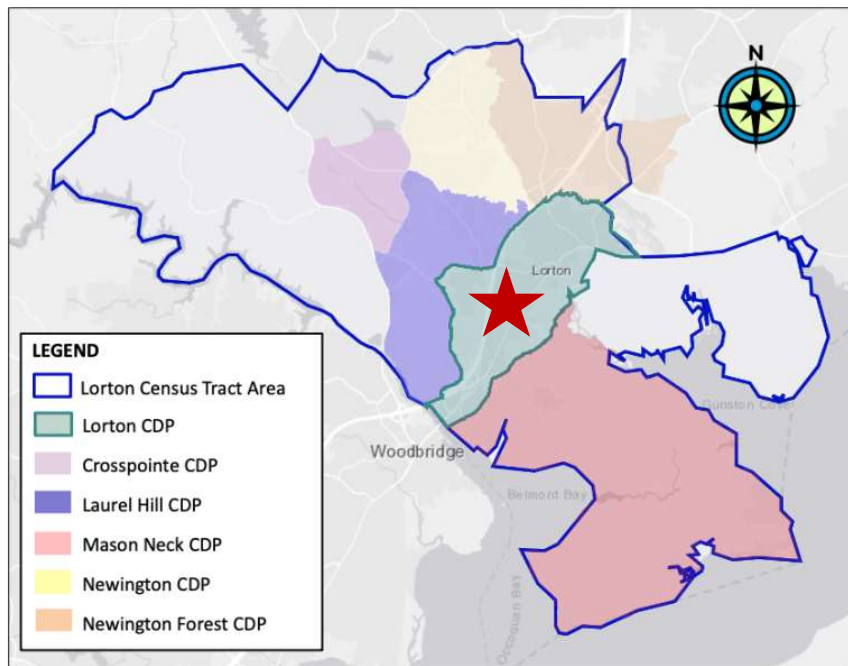 N
Lorton
LEGEND
Lorton Census Tract Area
Lorton CDP
Crosspointe CDP
Laurel Hill CDP
Mason Neck CDP
Newington CDP
Newington Forest CDP
Gunston Cove
Woodbridge
Belmont Bay
Occoquan Bay